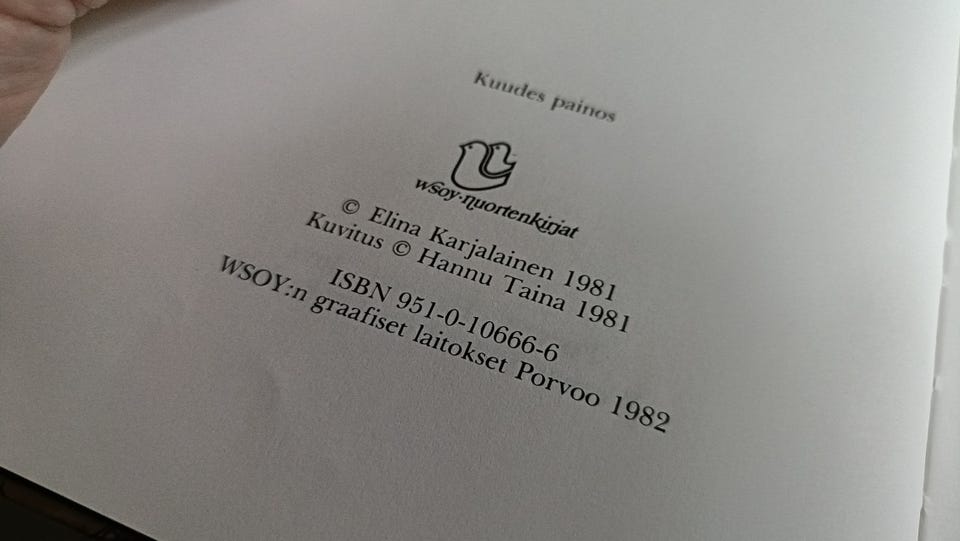 Kuudes painos
wsoy·nuortenkirjat
© Elina Karjalainen 1981
Kuvitus © Hannu Taina 1981
ISBN 951-0-10666-6
WSOY:n graafiset laitokset Porvoo 1982